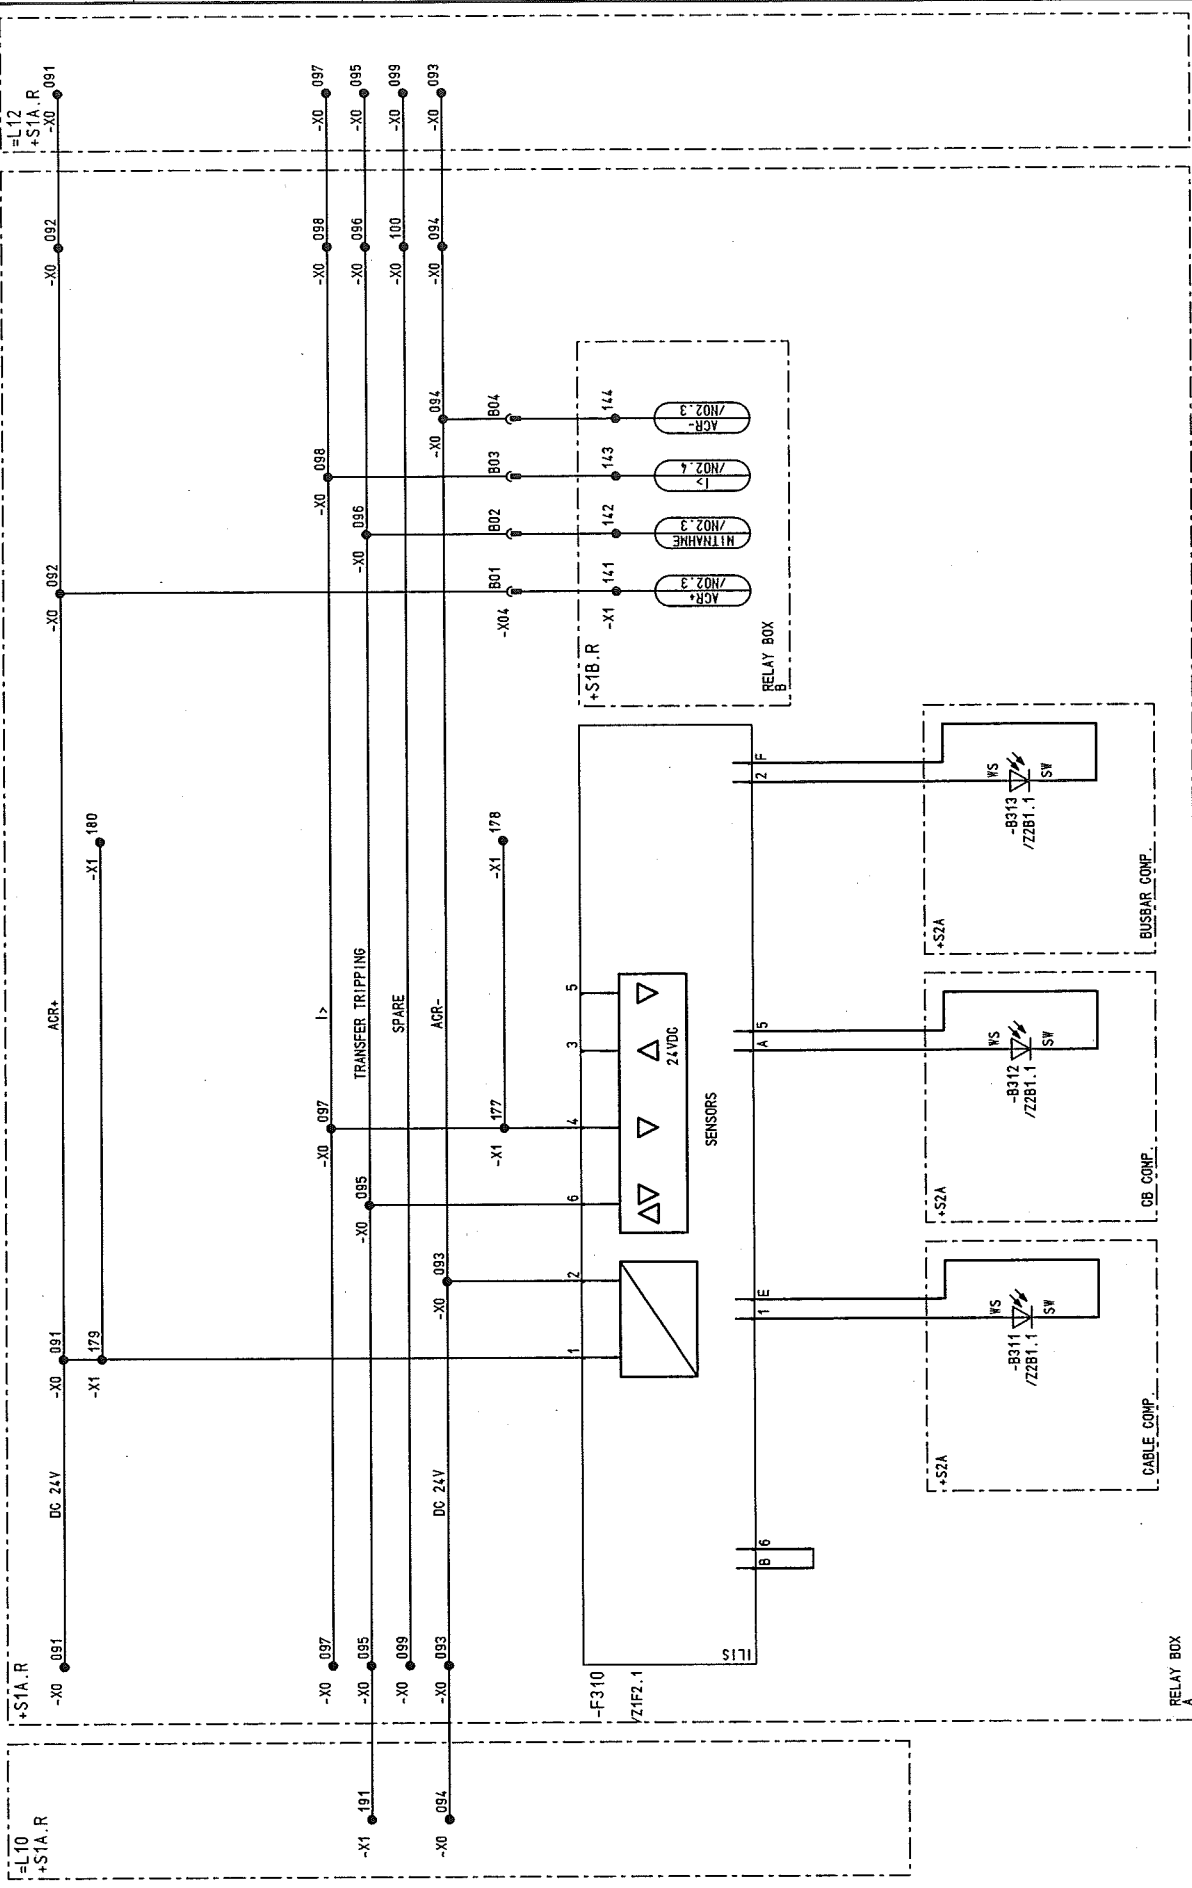 =L10
+S1A.R
-X1 191
-X0 094
+S1A.R
-X0 091
DC 24V
-X0 091
-X1 179
ACR+
-X1 180
-X0 092
-X0 092
=L12
+S1A.R
-X0 091
-X0 097
-X0 097
I>
-X0 098
-X0 098
-X0 097
-X0 095
-X0 095
TRANSFER TRIPPING
-X0 096
-X0 096
-X0 095
-X0 099
SPARE
-X0 100
-X0 099
-X0 093
DC 24V
-X0 093
ACR-
-X0 094
-X0 094
-X0 093
-X1 177
-X1 178
-X04 B01
B02
B03
B04
-F310
/Z1F2.1
ILIS
1
2
6
4
3
5
24VDC
SENSORS
B
6
1
E
A
5
2
F
+S1B.R
-X1 141
142
143
144
ACR+
/N02.3
MITNAHME
/N02.3
I>
/N02.4
ACR-
/N02.3
RELAY BOX
B
+S2A
-B311
/Z2B1.1
WS
SW
CABLE COMP.
+S2A
-B312
/Z2B1.1
WS
SW
CB COMP.
+S2A
-B313
/Z2B1.1
WS
SW
BUSBAR COMP.
RELAY BOX
A